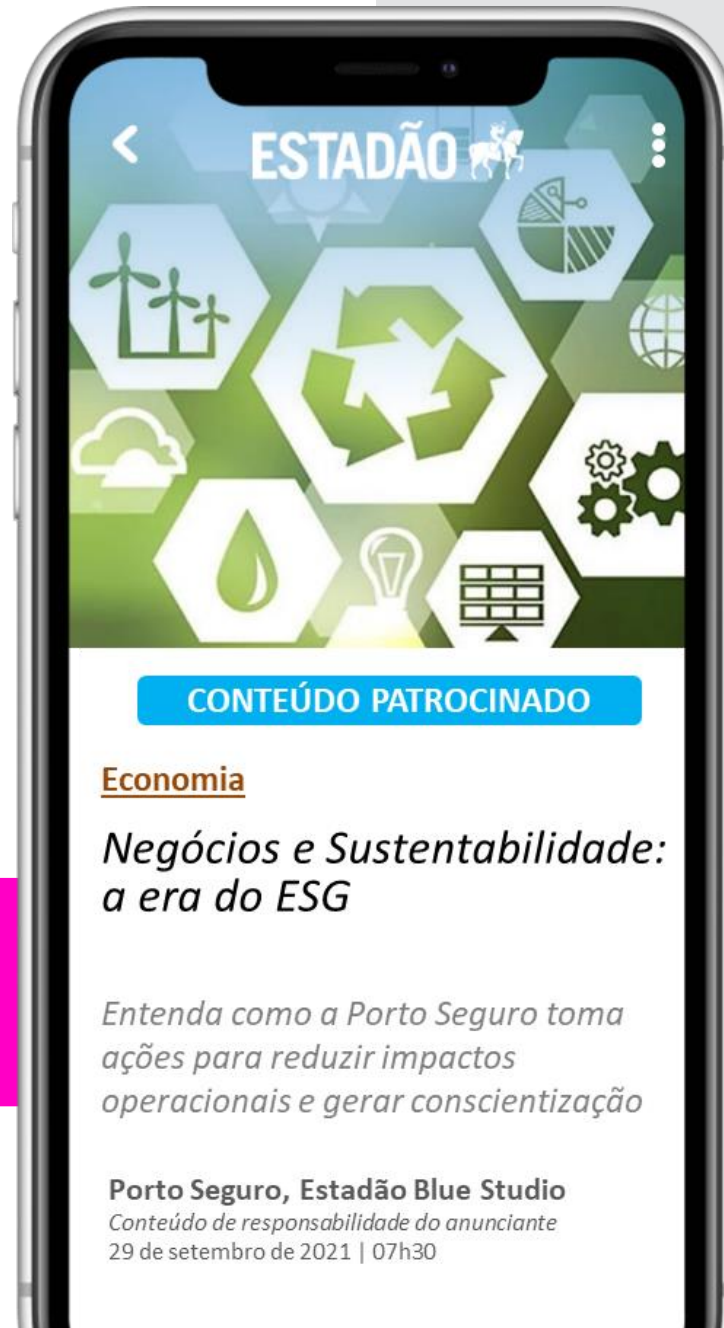 ESTADÃO
CONTEÚDO PATROCINADO
Economia
Negócios e Sustentabilidade:
a era do ESG
Entenda como a Porto Seguro toma
ações para reduzir impactos
operacionais e gerar conscientização
Porto Seguro, Estadão Blue Studio
Conteúdo de responsabilidade do anunciante
29 de setembro de 2021 | 07h30